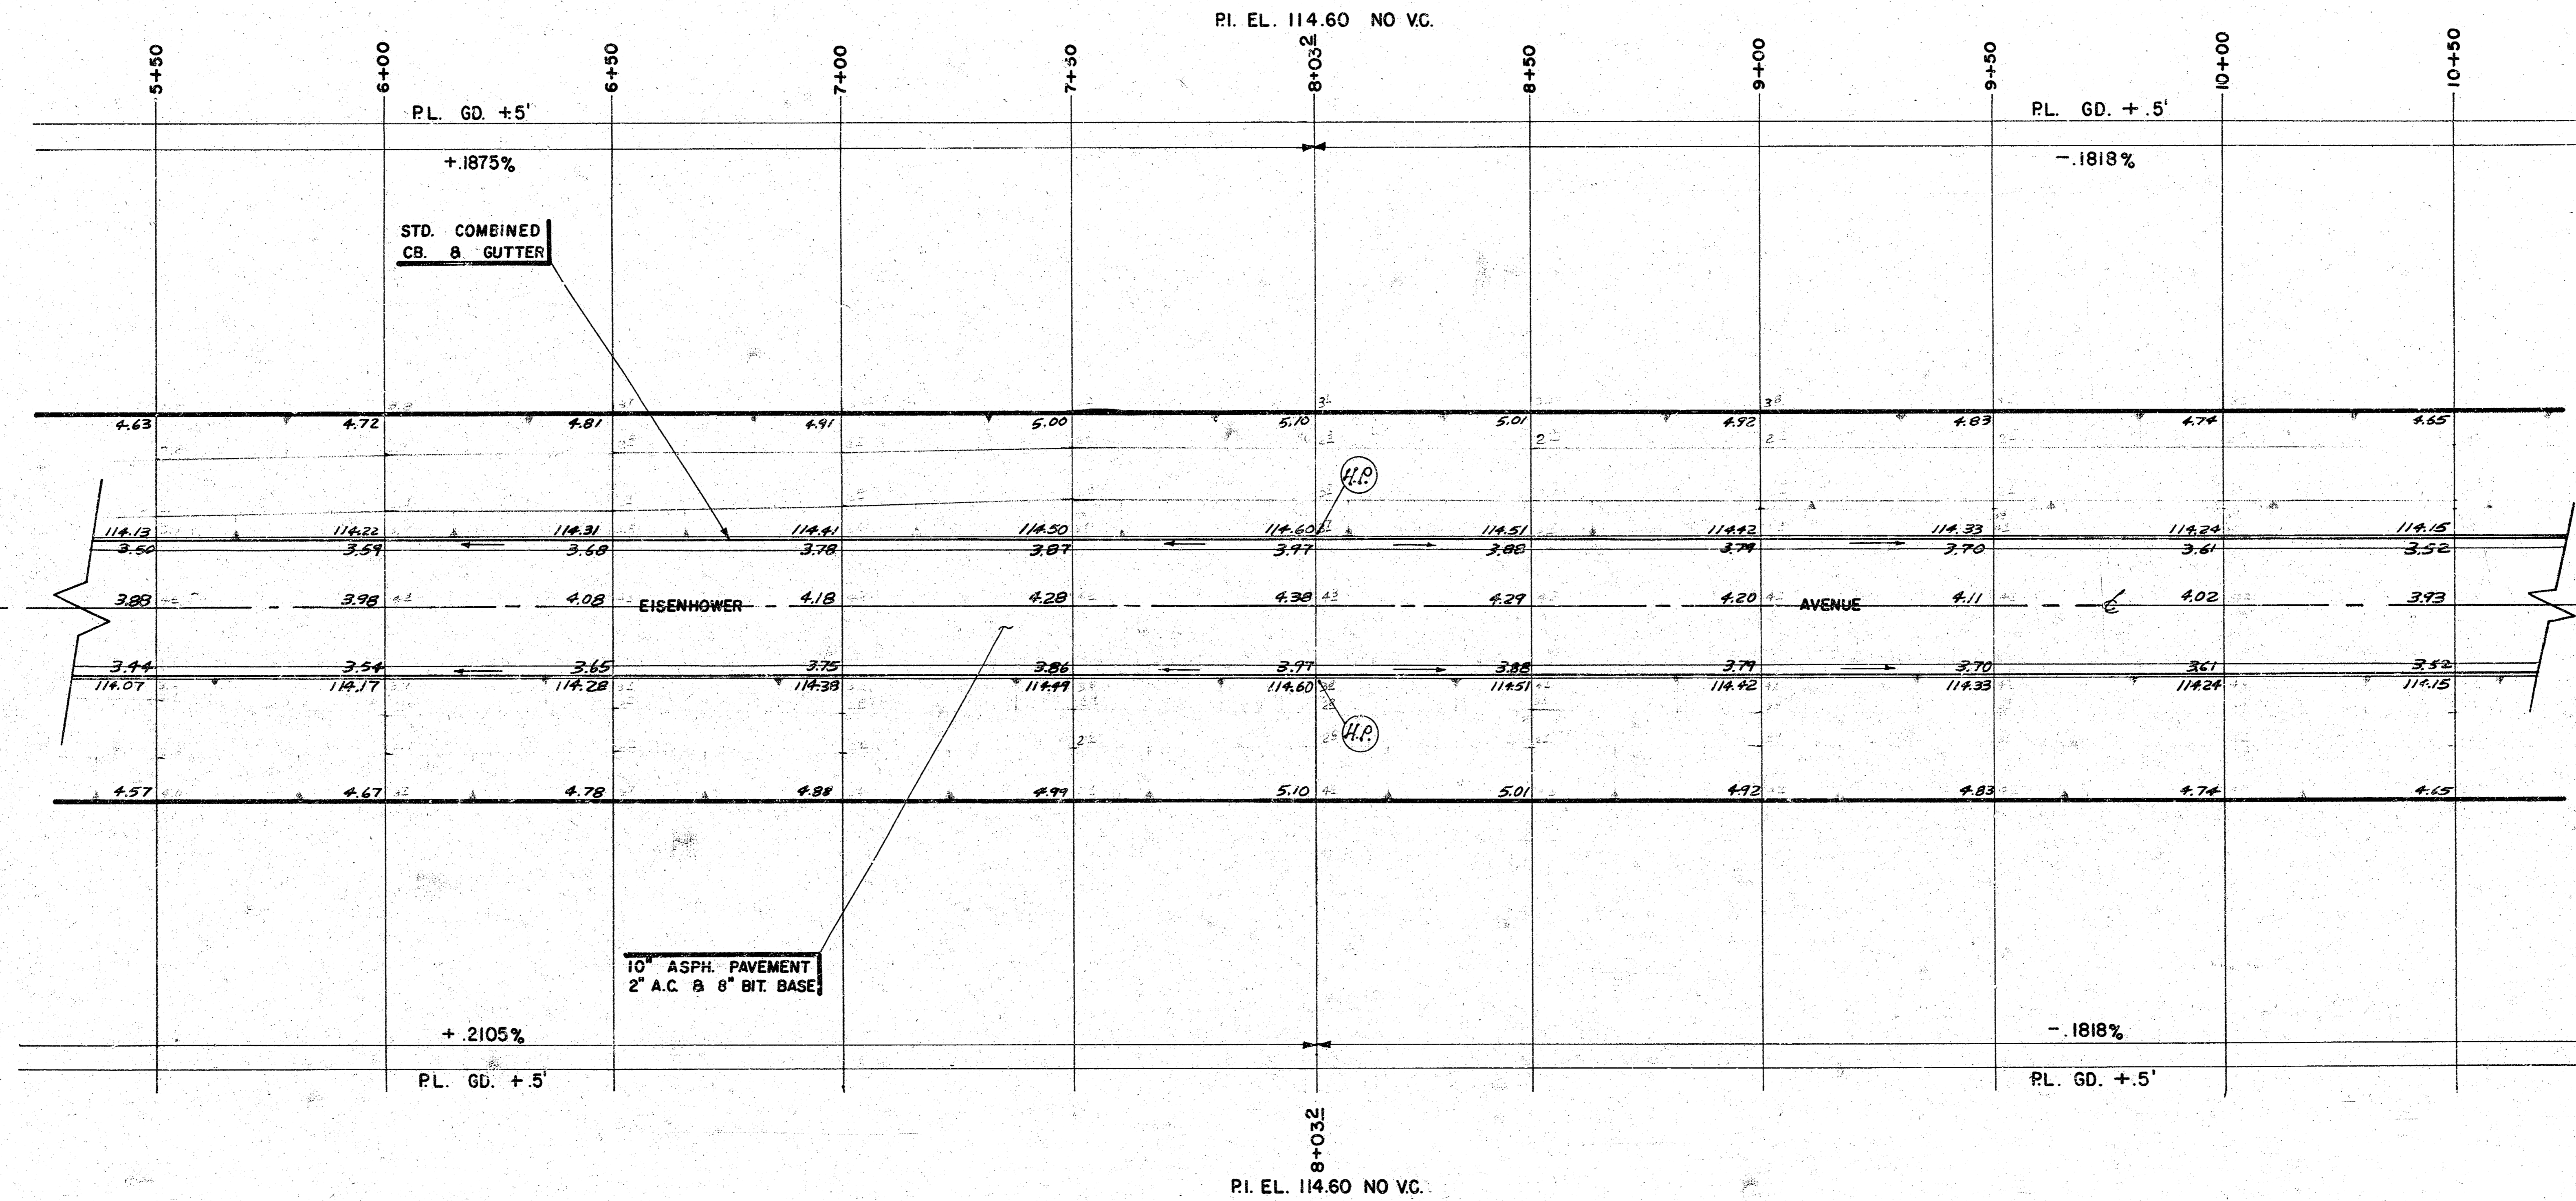 P.I. EL. 114.60 NO V.C.
5+50 6+00 6+50 7+00 7+50 8+03.2 8+50 9+00 9+50 10+00 10+50
P.L. GD. +.5' P.L. GD. +.5'
+.1875% -.1818%
STD. COMBINED
CB. & GUTTER
4.63 4.72 4.81 4.91 5.00 5.10 5.01 4.92 4.83 4.74 4.65
H.P.
114.13 114.22 114.31 114.41 114.50 114.60 114.51 114.42 114.33 114.24 114.15
3.50 3.59 3.68 3.78 3.87 3.97 3.88 3.79 3.70 3.61 3.52
3.88 3.98 4.08 EISENHOWER 4.18 4.28 4.38 4.29 4.20 AVENUE 4.11 ℄ 4.02 3.93
3.44 3.54 3.65 3.75 3.86 3.97 3.88 3.79 3.70 3.61 3.52
114.07 114.17 114.28 114.38 114.49 114.60 114.51 114.42 114.33 114.24 114.15
H.P.
4.57 4.67 4.78 4.88 4.99 5.10 5.01 4.92 4.83 4.74 4.65
10" ASPH. PAVEMENT
2" A.C. & 8" BIT. BASE
+.2105% -.1818%
P.L. GD. +.5' P.L. GD. +.5'
8+03.2
P.I. EL. 114.60 NO V.C.